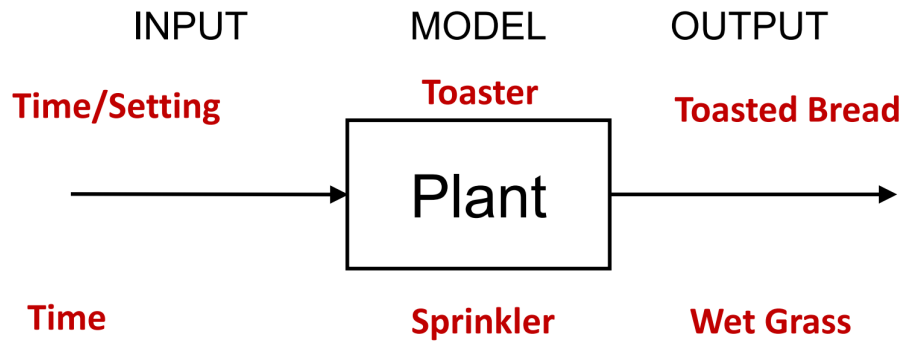 INPUT MODEL OUTPUT
Time/Setting Toaster Toasted Bread
Plant
Time Sprinkler Wet Grass